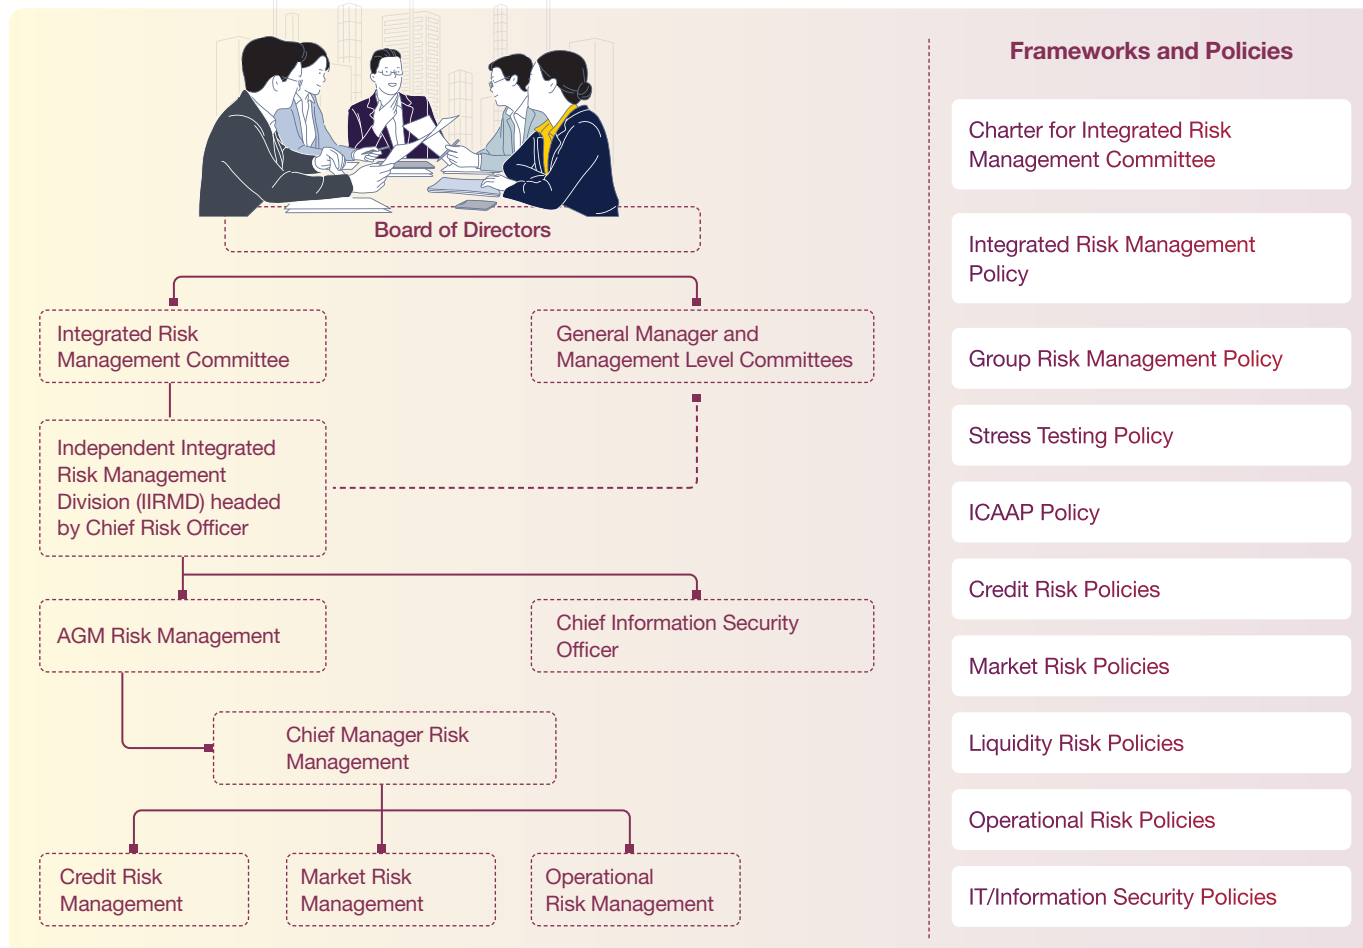 Board of Directors
Integrated Risk
Management Committee
General Manager and
Management Level Committees
Independent Integrated
Risk Management
Division (IIRMD) headed
by Chief Risk Officer
AGM Risk Management
Chief Information Security
Officer
Chief Manager Risk
Management
Credit Risk
Management
Market Risk
Management
Operational
Risk Management
Frameworks and Policies
Charter for Integrated Risk
Management Committee
Integrated Risk Management
Policy
Group Risk Management Policy
Stress Testing Policy
ICAAP Policy
Credit Risk Policies
Market Risk Policies
Liquidity Risk Policies
Operational Risk Policies
IT/Information Security Policies